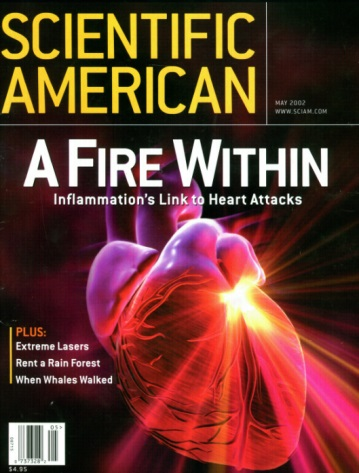 SCIENTIFIC
AMERICAN
MAY 2002
WWW.SCIAM.COM
A FIRE WITHIN
Inflammation's Link to Heart Attacks
PLUS:
Extreme Lasers
Rent a Rain Forest
When Whales Walked
05>
$4.95